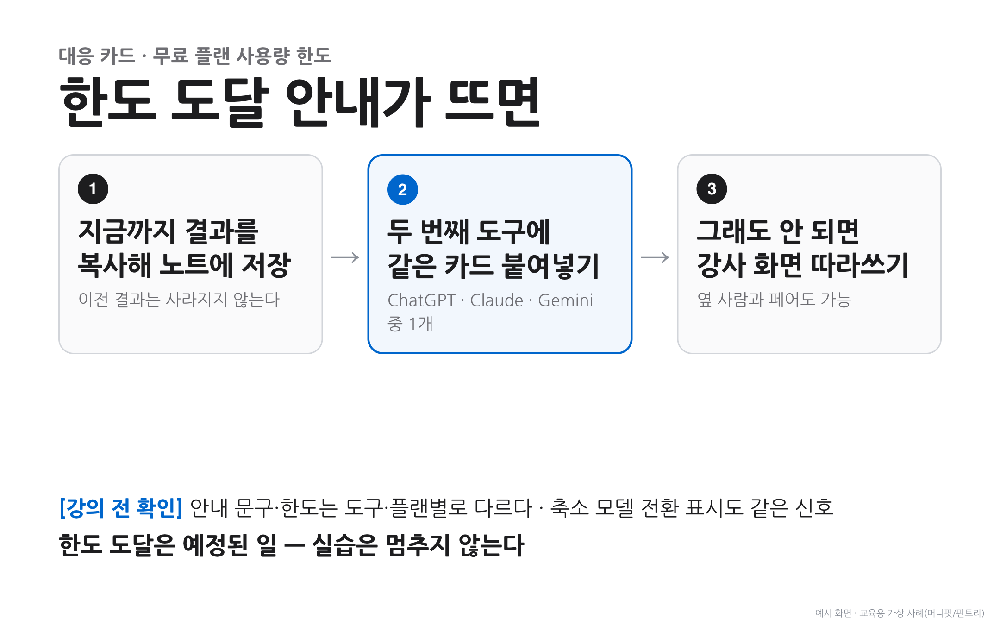 대응 카드 · 무료 플랜 사용량 한도
한도 도달 안내가 뜨면
1
지금까지 결과를
복사해 노트에 저장
이전 결과는 사라지지 않는다
→
2
두 번째 도구에
같은 카드 붙여넣기
ChatGPT · Claude · Gemini
중 1개
→
3
그래도 안 되면
강사 화면 따라쓰기
옆 사람과 페어도 가능
[강의 전 확인] 안내 문구·한도는 도구·플랜별로 다르다 · 축소 모델 전환 표시도 같은 신호
한도 도달은 예정된 일 — 실습은 멈추지 않는다
예시 화면 · 교육용 가상 사례(머니핏/핀트리)